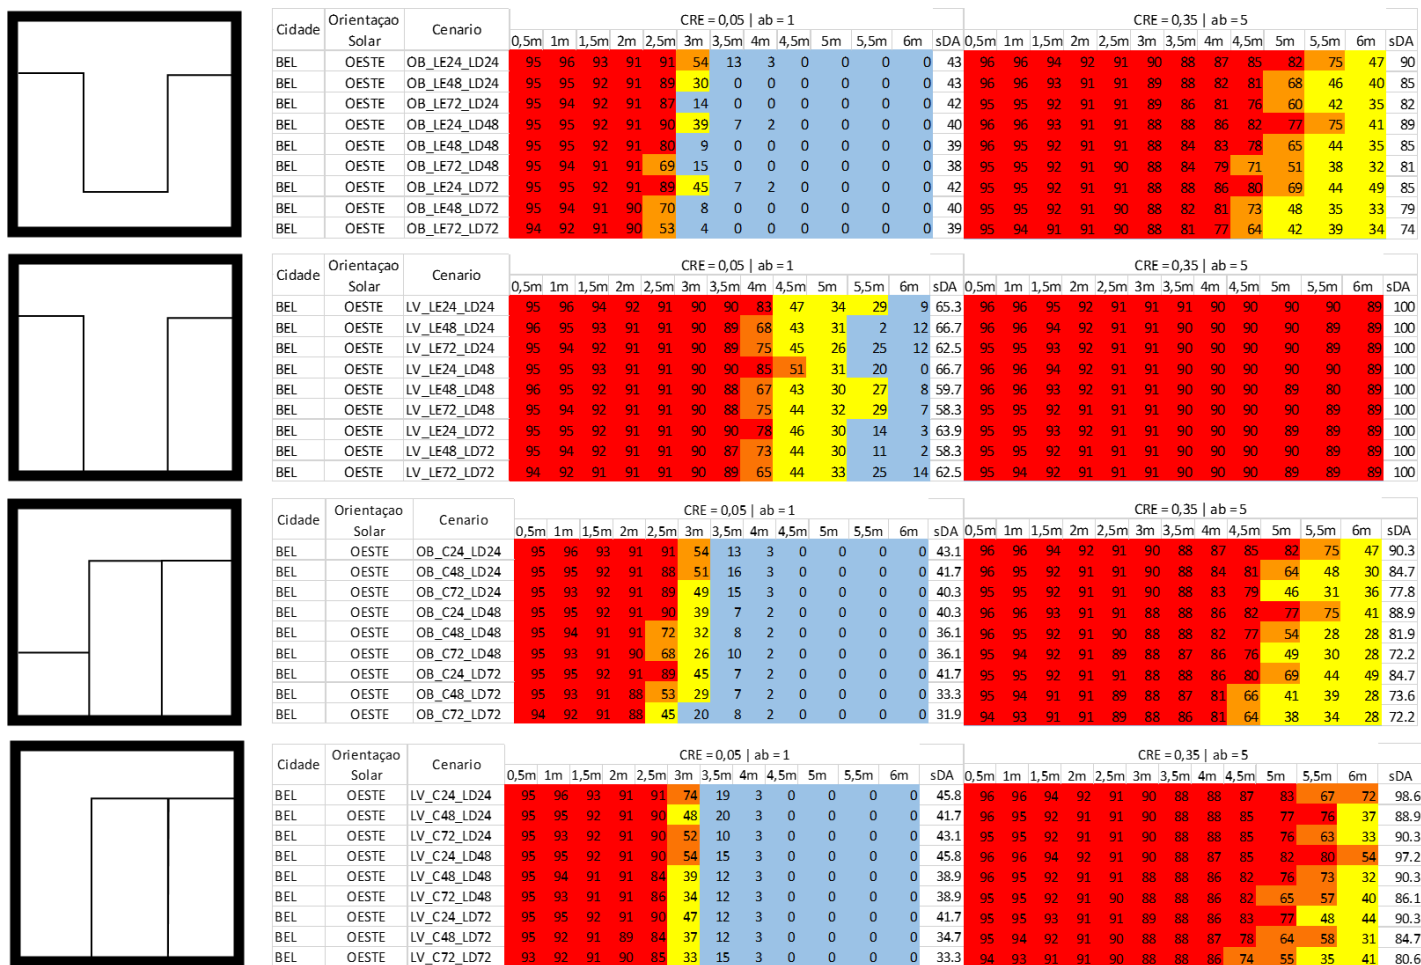 Cidade Orientaçao Solar Cenario CRE = 0,05 | ab = 1 CRE = 0,35 | ab = 5
0,5m 1m 1,5m 2m 2,5m 3m 3,5m 4m 4,5m 5m 5,5m 6m sDA 0,5m 1m 1,5m 2m 2,5m 3m 3,5m 4m 4,5m 5m 5,5m 6m sDA
BEL OESTE OB_LE24_LD24 95 96 93 91 91 54 13 3 0 0 0 0 43 96 96 94 92 91 90 88 87 85 82 75 47 90
BEL OESTE OB_LE48_LD24 95 95 92 91 89 30 0 0 0 0 0 0 43 96 96 93 91 91 89 88 82 81 68 46 40 85
BEL OESTE OB_LE72_LD24 95 94 92 91 87 14 0 0 0 0 0 0 42 95 95 92 91 91 89 86 81 76 60 42 35 82
BEL OESTE OB_LE24_LD48 95 95 92 91 90 39 7 2 0 0 0 0 40 96 96 93 91 91 88 88 86 82 77 75 41 89
BEL OESTE OB_LE48_LD48 95 95 92 91 80 9 0 0 0 0 0 0 39 96 95 92 91 91 88 84 83 78 65 44 35 85
BEL OESTE OB_LE72_LD48 95 94 91 91 69 15 0 0 0 0 0 0 38 95 95 92 91 90 88 84 79 71 51 38 32 81
BEL OESTE OB_LE24_LD72 95 95 92 91 89 45 7 2 0 0 0 0 42 95 95 92 91 91 88 88 86 80 69 44 49 85
BEL OESTE OB_LE48_LD72 95 94 91 90 70 8 0 0 0 0 0 0 40 95 95 92 91 90 88 82 81 73 48 35 33 79
BEL OESTE OB_LE72_LD72 94 92 91 90 53 4 0 0 0 0 0 0 39 95 94 91 91 90 88 81 77 64 42 39 34 74
Cidade Orientaçao Solar Cenario CRE = 0,05 | ab = 1 CRE = 0,35 | ab = 5
0,5m 1m 1,5m 2m 2,5m 3m 3,5m 4m 4,5m 5m 5,5m 6m sDA 0,5m 1m 1,5m 2m 2,5m 3m 3,5m 4m 4,5m 5m 5,5m 6m sDA
BEL OESTE LV_LE24_LD24 95 96 94 92 91 90 90 83 47 34 29 9 65.3 96 96 95 92 91 91 91 90 90 90 90 89 100
BEL OESTE LV_LE48_LD24 96 95 93 91 91 90 89 68 43 31 2 12 66.7 96 96 94 92 91 91 90 90 90 90 89 89 100
BEL OESTE LV_LE72_LD24 95 94 92 91 91 90 89 75 45 26 25 12 62.5 95 95 93 92 91 91 90 90 90 90 89 89 100
BEL OESTE LV_LE24_LD48 95 95 93 91 91 90 90 85 51 31 20 0 66.7 96 96 94 92 91 91 90 90 90 90 89 89 100
BEL OESTE LV_LE48_LD48 96 95 92 91 91 90 88 67 43 30 27 8 59.7 96 96 93 92 91 91 90 90 90 89 80 89 100
BEL OESTE LV_LE72_LD48 95 94 92 91 91 90 88 75 44 32 29 7 58.3 95 95 92 91 91 91 90 90 90 89 89 89 100
BEL OESTE LV_LE24_LD72 95 95 92 91 91 90 90 78 46 30 14 3 63.9 95 95 93 92 91 91 90 90 90 89 89 89 100
BEL OESTE LV_LE48_LD72 95 94 92 91 91 90 87 73 44 30 11 2 58.3 95 95 92 91 91 91 90 90 90 89 89 89 100
BEL OESTE LV_LE72_LD72 94 92 91 91 91 90 89 65 44 33 25 14 62.5 95 94 92 91 91 91 90 90 90 89 89 89 100
Cidade Orientaçao Solar Cenario CRE = 0,05 | ab = 1 CRE = 0,35 | ab = 5
0,5m 1m 1,5m 2m 2,5m 3m 3,5m 4m 4,5m 5m 5,5m 6m sDA 0,5m 1m 1,5m 2m 2,5m 3m 3,5m 4m 4,5m 5m 5,5m 6m sDA
BEL OESTE OB_C24_LD24 95 96 93 91 91 54 13 3 0 0 0 0 43.1 96 96 94 92 91 90 88 87 85 82 75 47 90.3
BEL OESTE OB_C48_LD24 95 95 92 91 88 51 16 3 0 0 0 0 41.7 96 95 92 91 91 90 88 84 81 64 48 30 84.7
BEL OESTE OB_C72_LD24 95 93 92 91 89 49 15 3 0 0 0 0 40.3 95 95 92 91 91 90 88 83 79 46 31 36 77.8
BEL OESTE OB_C24_LD48 95 95 92 91 90 39 7 2 0 0 0 0 40.3 96 96 93 91 91 88 88 86 82 77 75 41 88.9
BEL OESTE OB_C48_LD48 95 94 91 91 72 32 8 2 0 0 0 0 36.1 96 95 92 91 90 88 88 82 77 54 28 28 81.9
BEL OESTE OB_C72_LD48 95 93 91 90 68 26 10 2 0 0 0 0 36.1 95 94 92 91 89 88 87 86 76 49 30 28 72.2
BEL OESTE OB_C24_LD72 95 95 92 91 89 45 7 2 0 0 0 0 41.7 95 95 92 91 91 88 88 86 80 69 44 49 84.7
BEL OESTE OB_C48_LD72 95 93 91 88 53 29 7 2 0 0 0 0 33.3 95 94 91 91 89 88 87 81 66 41 39 28 73.6
BEL OESTE OB_C72_LD72 94 92 91 88 45 20 8 2 0 0 0 0 31.9 94 93 91 91 89 88 86 81 64 38 34 28 72.2
Cidade Orientaçao Solar Cenario CRE = 0,05 | ab = 1 CRE = 0,35 | ab = 5
0,5m 1m 1,5m 2m 2,5m 3m 3,5m 4m 4,5m 5m 5,5m 6m sDA 0,5m 1m 1,5m 2m 2,5m 3m 3,5m 4m 4,5m 5m 5,5m 6m sDA
BEL OESTE LV_C24_LD24 95 96 93 91 91 74 19 3 0 0 0 0 45.8 96 96 94 92 91 90 88 88 87 83 67 72 98.6
BEL OESTE LV_C48_LD24 95 95 92 91 90 48 20 3 0 0 0 0 41.7 96 95 92 91 91 90 88 88 85 77 76 37 88.9
BEL OESTE LV_C72_LD24 95 93 92 91 90 52 10 3 0 0 0 0 43.1 95 95 92 91 91 90 88 88 85 76 63 33 90.3
BEL OESTE LV_C24_LD48 95 95 92 91 90 54 15 3 0 0 0 0 45.8 96 96 94 92 91 90 88 87 85 82 80 54 97.2
BEL OESTE LV_C48_LD48 95 94 91 91 84 39 12 3 0 0 0 0 38.9 96 95 92 91 91 88 88 86 82 76 73 32 90.3
BEL OESTE LV_C72_LD48 95 93 91 91 86 34 12 3 0 0 0 0 38.9 95 95 92 91 90 88 88 86 82 65 57 40 86.1
BEL OESTE LV_C24_LD72 95 95 92 91 90 47 12 3 0 0 0 0 41.7 95 95 93 91 91 89 88 86 83 77 48 44 90.3
BEL OESTE LV_C48_LD72 95 92 91 89 84 37 12 3 0 0 0 0 34.7 95 94 92 91 90 88 88 87 78 64 58 31 84.7
BEL OESTE LV_C72_LD72 93 92 91 90 85 33 15 3 0 0 0 0 33.3 94 93 91 91 90 88 88 86 74 55 35 41 80.6